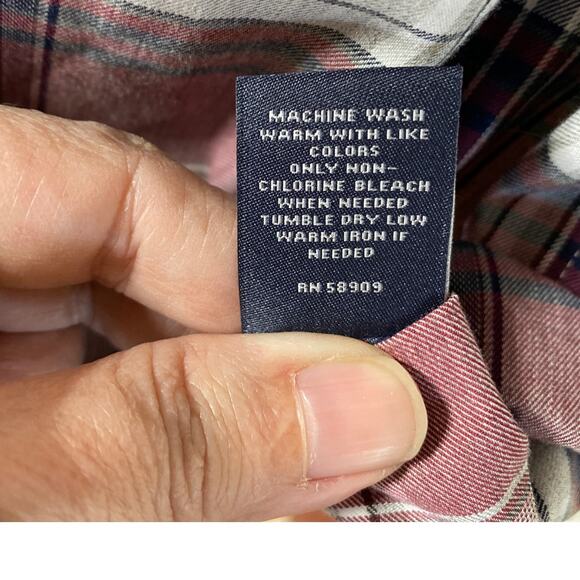 MACHINE WASH
WARM WITH LIKE
COLORS
ONLY NON-
CHLORINE BLEACH
WHEN NEEDED
TUMBLE DRY LOW
WARM IRON IF
NEEDED
RN 58909